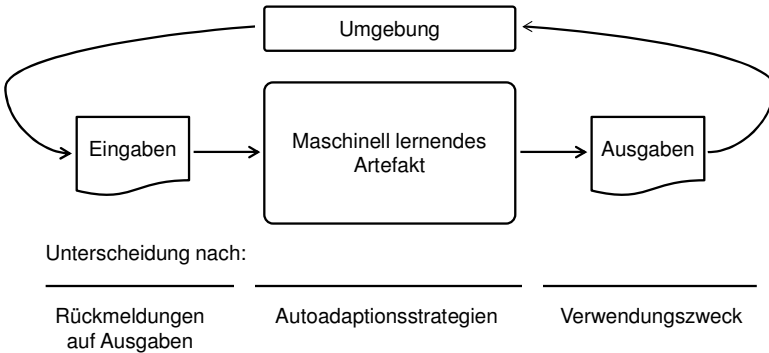 Umgebung
Eingaben
Maschinell lernendes
Artefakt
Ausgaben
Unterscheidung nach:
Rückmeldungen
auf Ausgaben
Autoadaptionsstrategien
Verwendungszweck